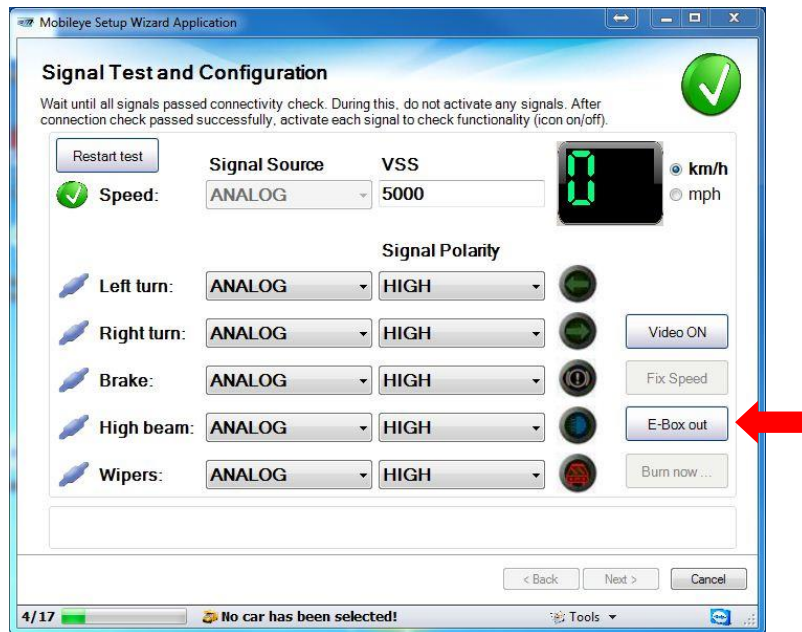 Mobileye Setup Wizard Application
Signal Test and Configuration
Wait until all signals passed connectivity check. During this, do not activate any signals. After
connection check passed successfully, activate each signal to check functionality (icon on/off).
Restart test
Signal Source VSS
km/h
Speed: ANALOG 5000 0
mph
Signal Polarity
Left turn: ANALOG HIGH
Right turn: ANALOG HIGH Video ON
Brake: ANALOG HIGH Fix Speed
High beam: ANALOG HIGH E-Box out
Wipers: ANALOG HIGH Burn now ...
< Back Next > Cancel
4/17 No car has been selected! Tools